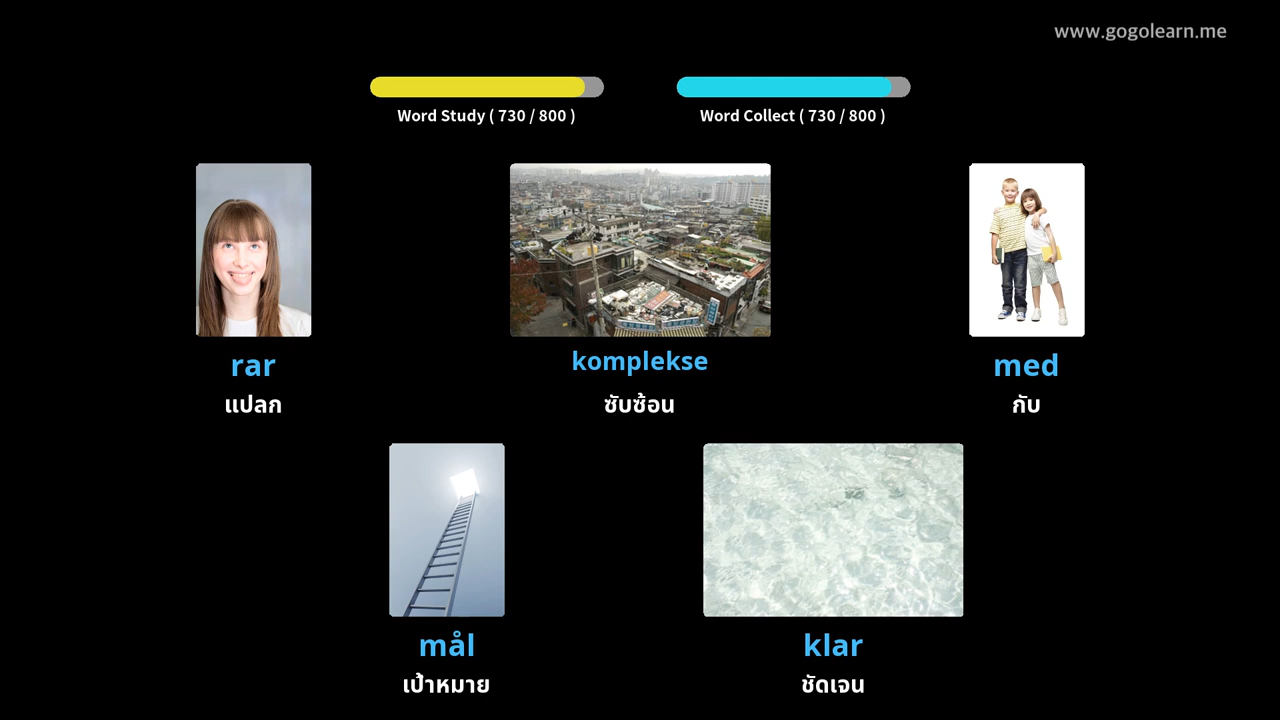 www.gogolearn.me
Word Study ( 730 / 800 )
Word Collect ( 730 / 800 )
rar
แปลก
komplekse
ซับซ้อน
med
กับ
mål
เป้าหมาย
klar
ชัดเจน